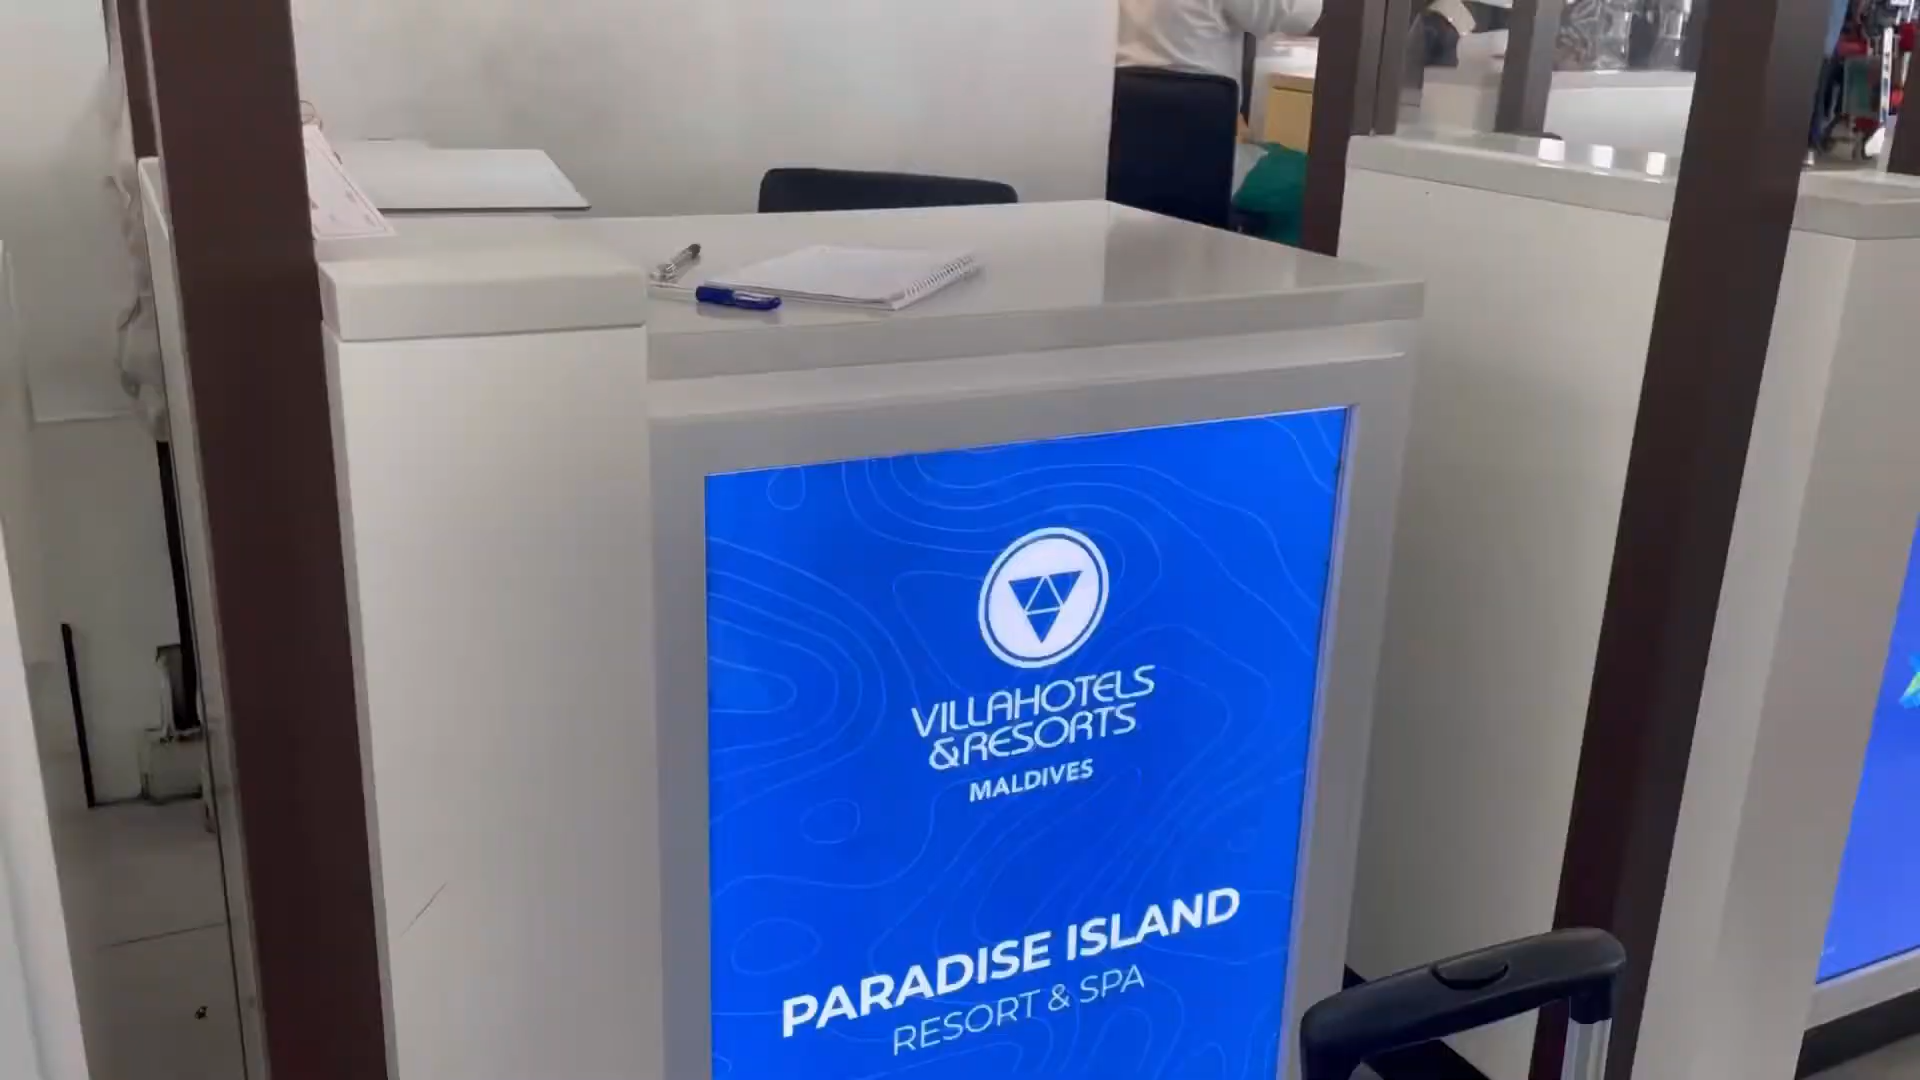 VILLAHOTELS
&RESORTS
MALDIVES
PARADISE ISLAND
RESORT & SPA